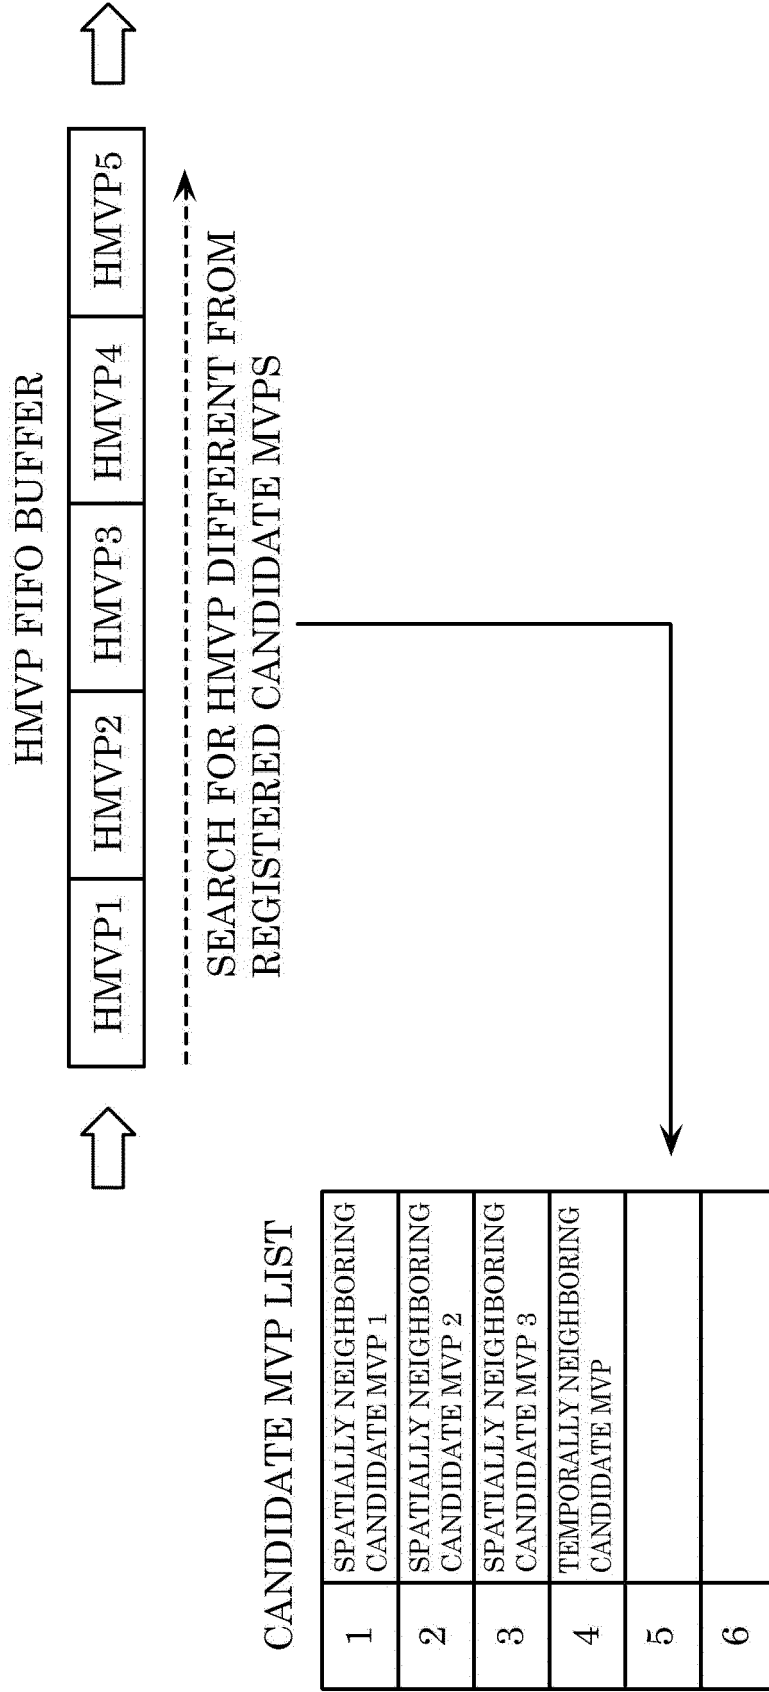 HMVP FIFO BUFFER
HMVP1 HMVP2 HMVP3 HMVP4 HMVP5
SEARCH FOR HMVP DIFFERENT FROM
REGISTERED CANDIDATE MVPS
CANDIDATE MVP LIST
1 SPATIALLY NEIGHBORING
CANDIDATE MVP 1
2 SPATIALLY NEIGHBORING
CANDIDATE MVP 2
3 SPATIALLY NEIGHBORING
CANDIDATE MVP 3
4 TEMPORALLY NEIGHBORING
CANDIDATE MVP
5
6